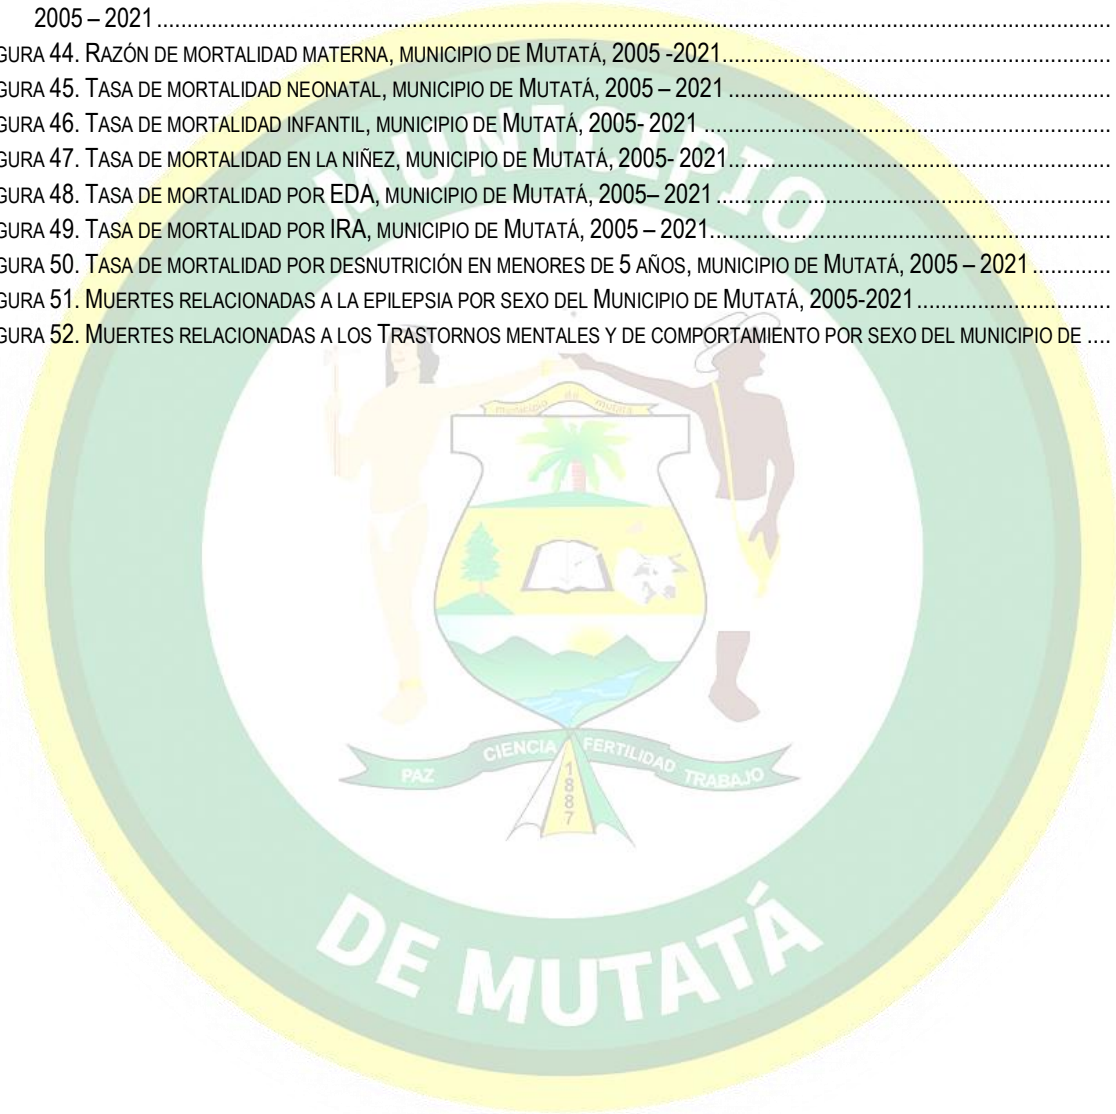 2005 – 2021
GURA 44. RAZÓN DE MORTALIDAD MATERNA, MUNICIPIO DE MUTATÁ, 2005 -2021
GURA 45. TASA DE MORTALIDAD NEONATAL, MUNICIPIO DE MUTATÁ, 2005 – 2021
GURA 46. TASA DE MORTALIDAD INFANTIL, MUNICIPIO DE MUTATÁ, 2005- 2021
GURA 47. TASA DE MORTALIDAD EN LA NIÑEZ, MUNICIPIO DE MUTATÁ, 2005- 2021
GURA 48. TASA DE MORTALIDAD POR EDA, MUNICIPIO DE MUTATÁ, 2005– 2021
GURA 49. TASA DE MORTALIDAD POR IRA, MUNICIPIO DE MUTATÁ, 2005 – 2021
GURA 50. TASA DE MORTALIDAD POR DESNUTRICIÓN EN MENORES DE 5 AÑOS, MUNICIPIO DE MUTATÁ, 2005 – 2021
GURA 51. MUERTES RELACIONADAS A LA EPILEPSIA POR SEXO DEL MUNICIPIO DE MUTATÁ, 2005-2021
GURA 52. MUERTES RELACIONADAS A LOS TRASTORNOS MENTALES Y DE COMPORTAMIENTO POR SEXO DEL MUNICIPIO DE
MUNICIPIO
municipio de mutatá
PAZ CIENCIA FERTILIDAD TRABAJO
1887
DE MUTATÁ